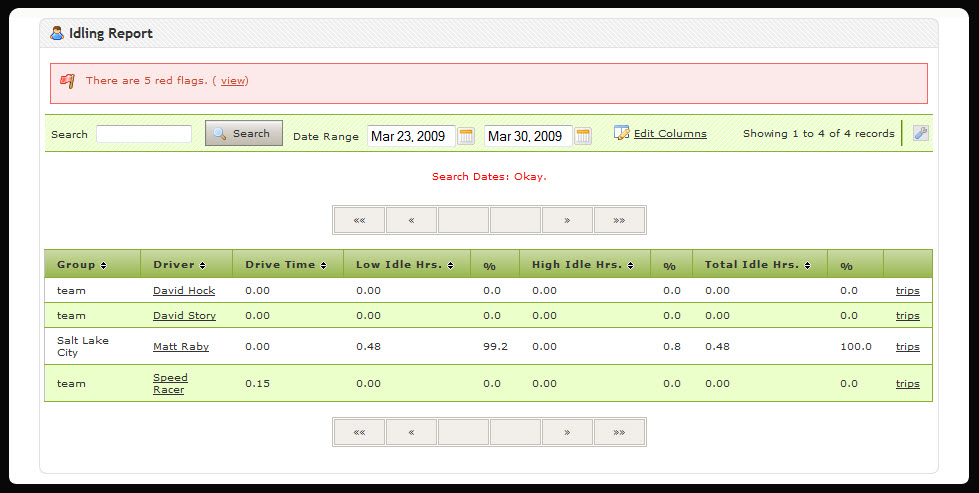 Idling Report
There are 5 red flags. ( view)
Search Search Date Range Mar 23, 2009 Mar 30, 2009 Edit Columns Showing 1 to 4 of 4 records
Search Dates: Okay.
«« « » »»
Group Driver Drive Time Low Idle Hrs. % High Idle Hrs. % Total Idle Hrs. %
team David Hock 0.00 0.00 0.0 0.00 0.0 0.00 0.0 trips
team David Story 0.00 0.00 0.0 0.00 0.0 0.00 0.0 trips
Salt Lake
City Matt Raby 0.00 0.48 99.2 0.00 0.8 0.48 100.0 trips
team Speed
Racer 0.15 0.00 0.0 0.00 0.0 0.00 0.0 trips
«« « » »»